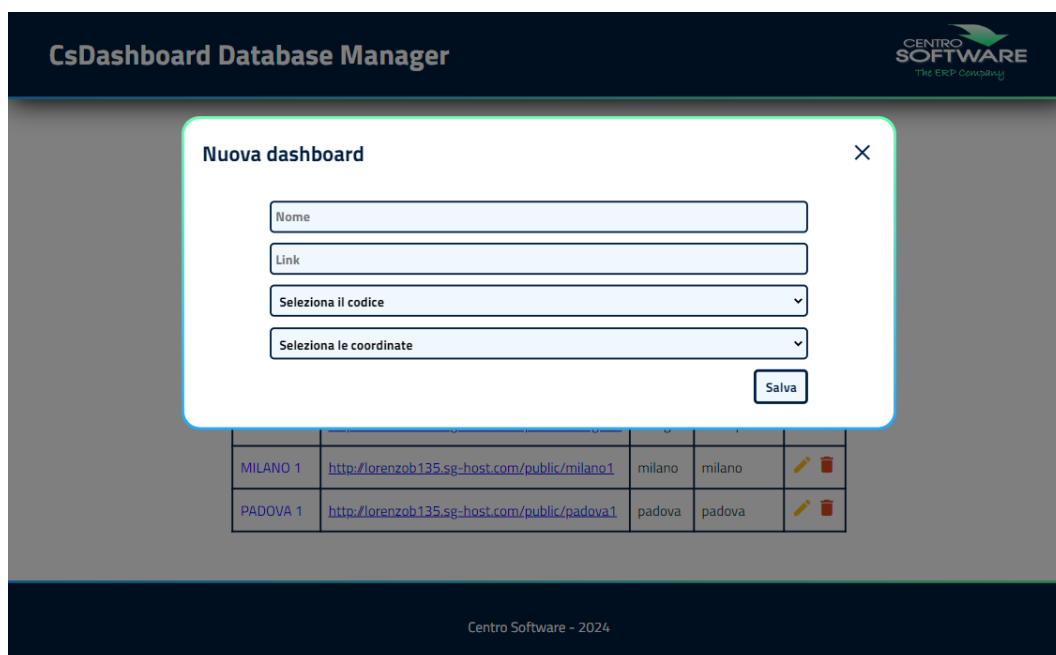 CsDashboard Database Manager
CENTRO
SOFTWARE
The ERP Company
Nuova dashboard
Nome
Link
Seleziona il codice
Seleziona le coordinate
Salva
MILANO 1 http://lorenzob135.sg-host.com/public/milano1 milano milano
PADOVA 1 http://lorenzob135.sg-host.com/public/padova1 padova padova
Centro Software - 2024